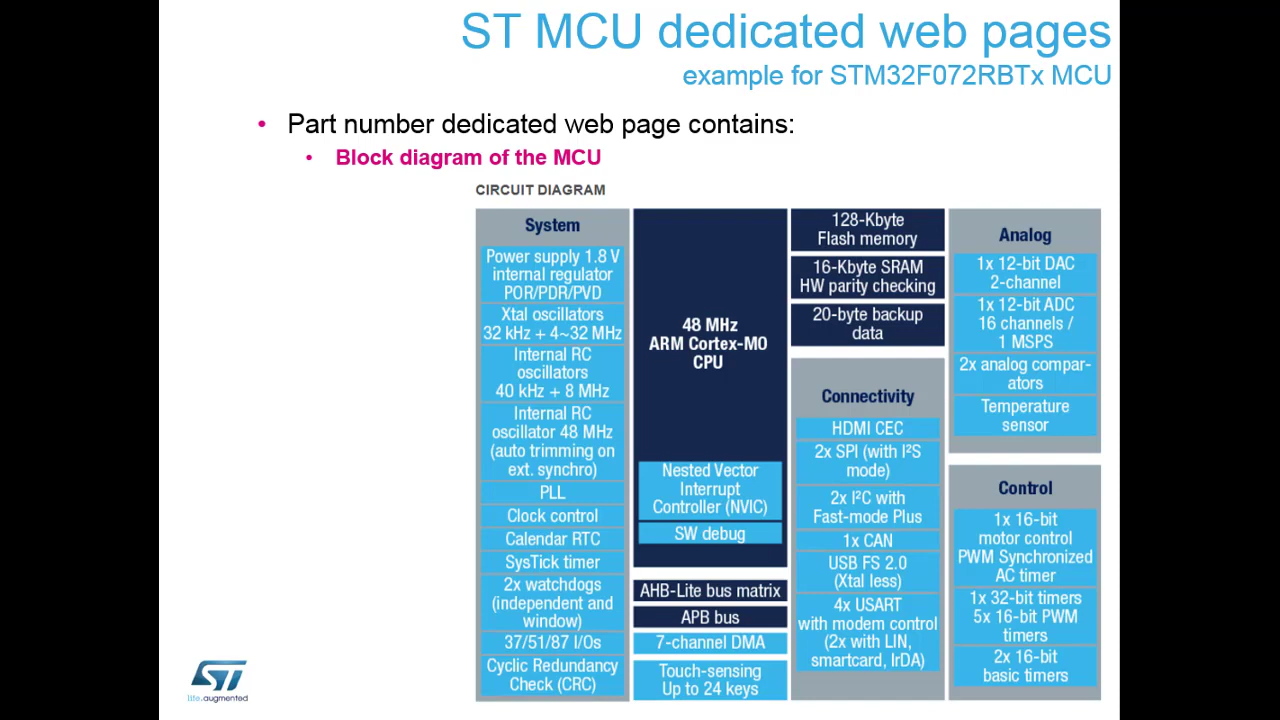 ST MCU dedicated web pages
example for STM32F072RBTx MCU
• Part number dedicated web page contains:
• Block diagram of the MCU
CIRCUIT DIAGRAM
System
Power supply 1.8 V
internal regulator
POR/PDR/PVD
Xtal oscillators
32 kHz + 4~32 MHz
Internal RC
oscillators
40 kHz + 8 MHz
Internal RC
oscillator 48 MHz
(auto trimming on
ext. synchro)
PLL
Clock control
Calendar RTC
SysTick timer
2x watchdogs
(independent and
window)
37/51/87 I/Os
Cyclic Redundancy
Check (CRC)
48 MHz
ARM Cortex-M0
CPU
Nested Vector
Interrupt
Controller (NVIC)
SW debug
AHB-Lite bus matrix
APB bus
7-channel DMA
Touch-sensing
Up to 24 keys
128-Kbyte
Flash memory
16-Kbyte SRAM
HW parity checking
20-byte backup
data
Connectivity
HDMI CEC
2x SPI (with I²S
mode)
2x I²C with
Fast-mode Plus
1x CAN
USB FS 2.0
(Xtal less)
4x USART
with modem control
(2x with LIN,
smartcard, IrDA)
Analog
1x 12-bit DAC
2-channel
1x 12-bit ADC
16 channels /
1 MSPS
2x analog compar-
ators
Temperature
sensor
Control
1x 16-bit
motor control
PWM Synchronized
AC timer
1x 32-bit timers
5x 16-bit PWM
timers
2x 16-bit
basic timers
ST
life.augmented